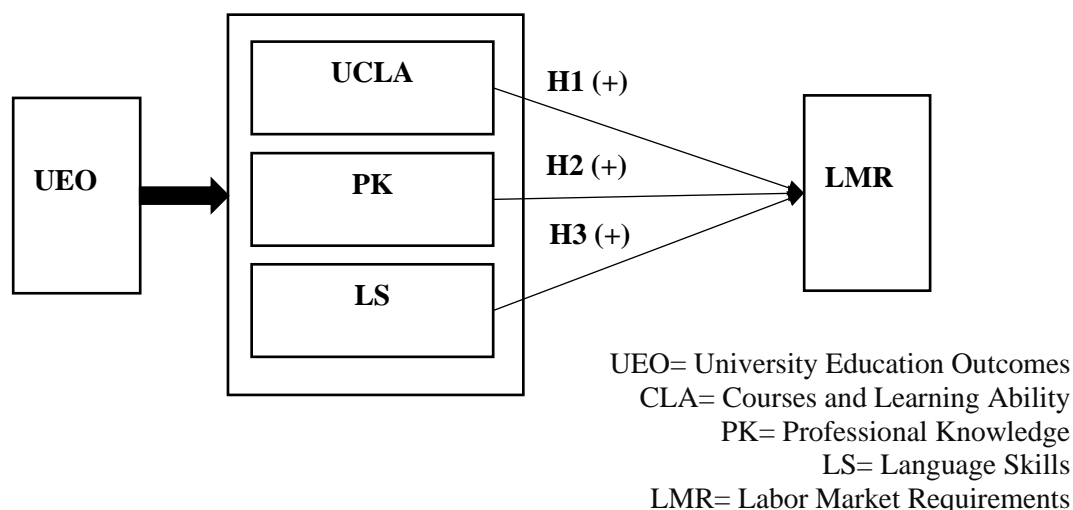 UCLA
H1 (+)
UEO
PK
H2 (+)
LMR
H3 (+)
LS
UEO= University Education Outcomes
CLA= Courses and Learning Ability
PK= Professional Knowledge
LS= Language Skills
LMR= Labor Market Requirements